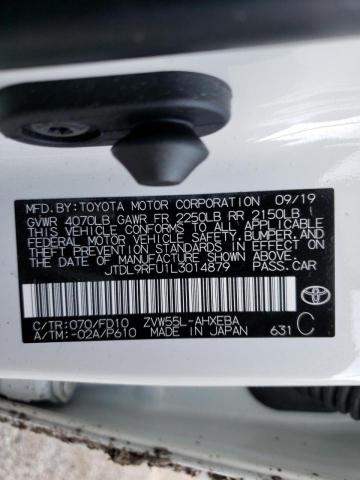 MFD.BY:TOYOTA MOTOR CORPORATION 09/19
GVWR 4070LB GAWR FR 2250LB RR 2150LB
THIS VEHICLE CONFORMS TO ALL APPLICABLE
FEDERAL MOTOR VEHICLE SAFETY, BUMPER, AND
THEFT PREVENTION STANDARDS IN EFFECT ON
THE DATE OF MANUFACTURE SHOWN ABOVE.
JTDL9RFU1L3014879 PASS.CAR
C/TR:070/FD10 ZVW55L-AHXEBA
A/TM:-02A/P610 MADE IN JAPAN 631 C
TOYOTA